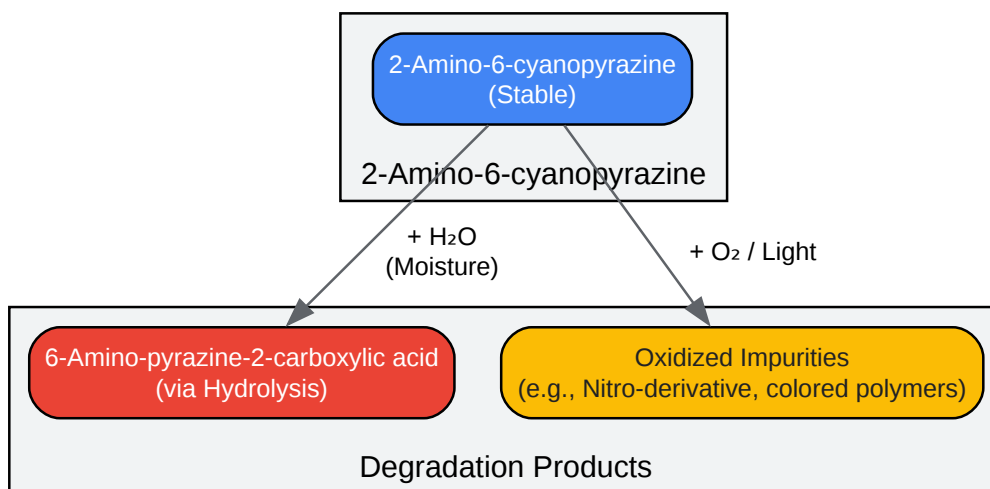 2-Amino-6-cyanopyrazine
(Stable)
2-Amino-6-cyanopyrazine
+ H₂O
(Moisture)
+ O₂ / Light
6-Amino-pyrazine-2-carboxylic acid
(via Hydrolysis)
Oxidized Impurities
(e.g., Nitro-derivative, colored polymers)
Degradation Products